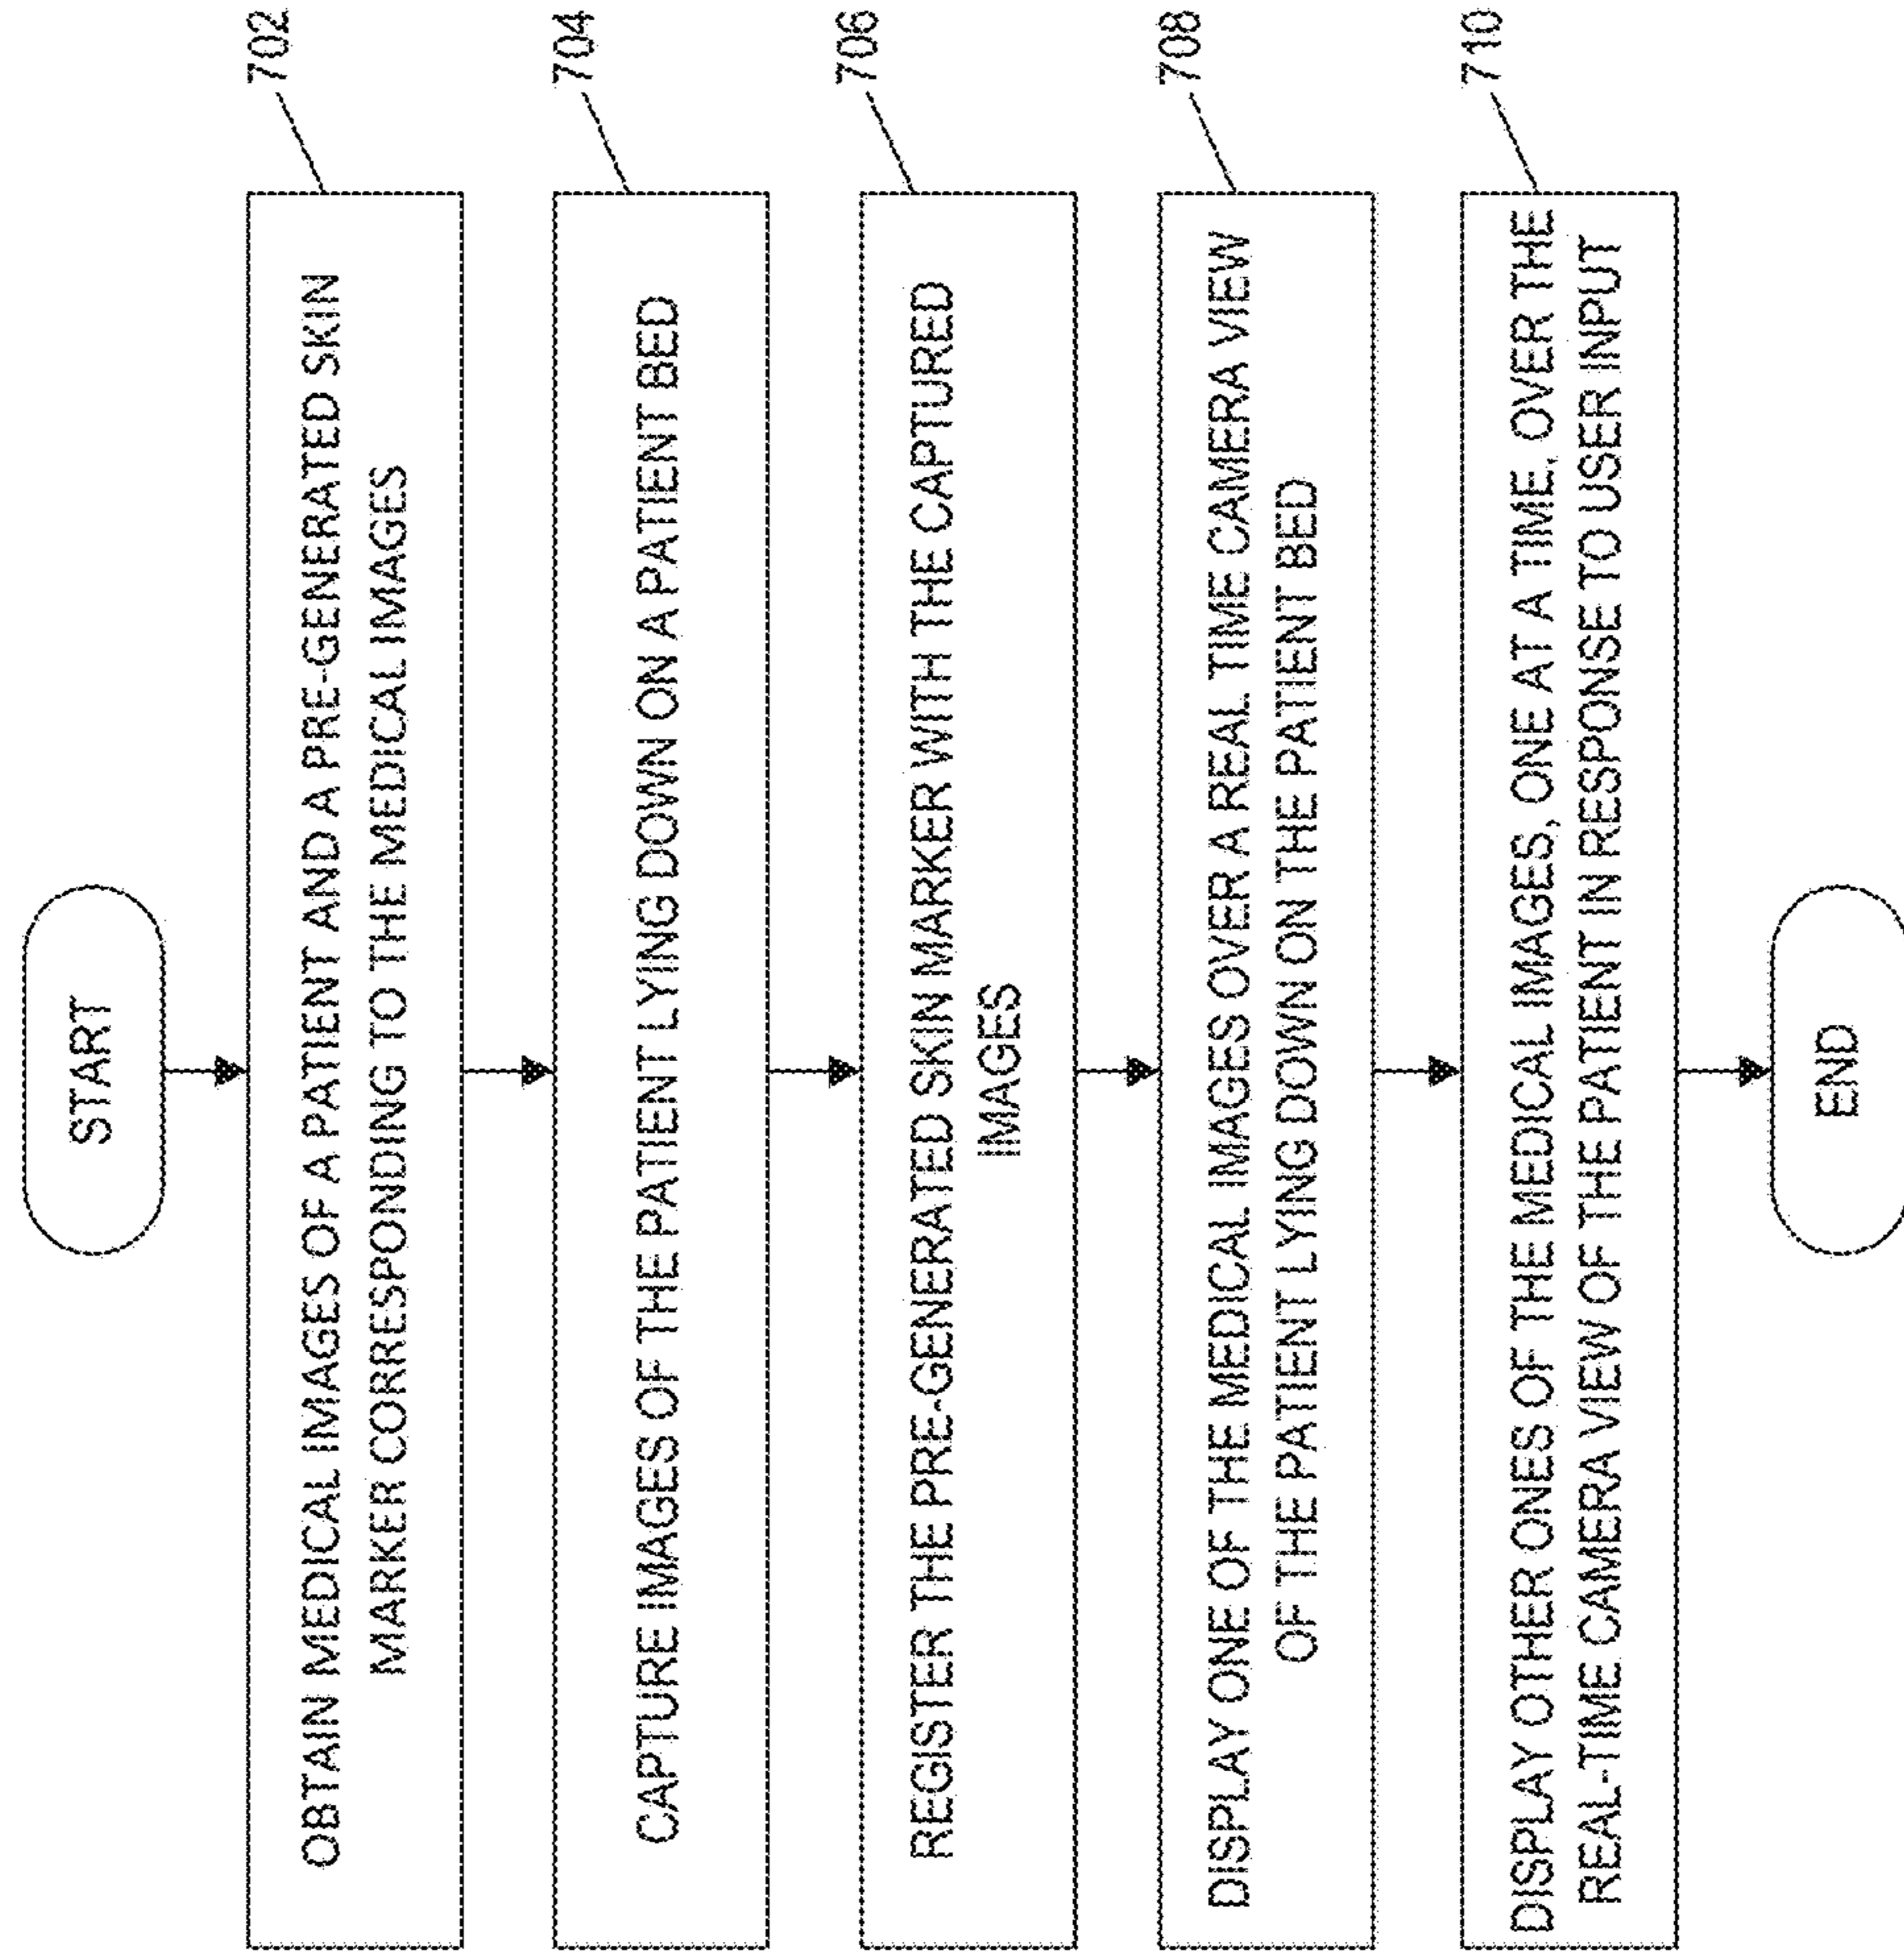 START
OBTAIN MEDICAL IMAGES OF A PATIENT AND A PRE-GENERATED SKIN
MARKER CORRESPONDING TO THE MEDICAL IMAGES
702
CAPTURE IMAGES OF THE PATIENT LYING DOWN ON A PATIENT BED
704
REGISTER THE PRE-GENERATED SKIN MARKER WITH THE CAPTURED
IMAGES
706
DISPLAY ONE OF THE MEDICAL IMAGES OVER A REAL TIME CAMERA VIEW
OF THE PATIENT LYING DOWN ON THE PATIENT BED
708
DISPLAY OTHER ONES OF THE MEDICAL IMAGES, ONE AT A TIME, OVER THE
REAL-TIME CAMERA VIEW OF THE PATIENT IN RESPONSE TO USER INPUT
710
END